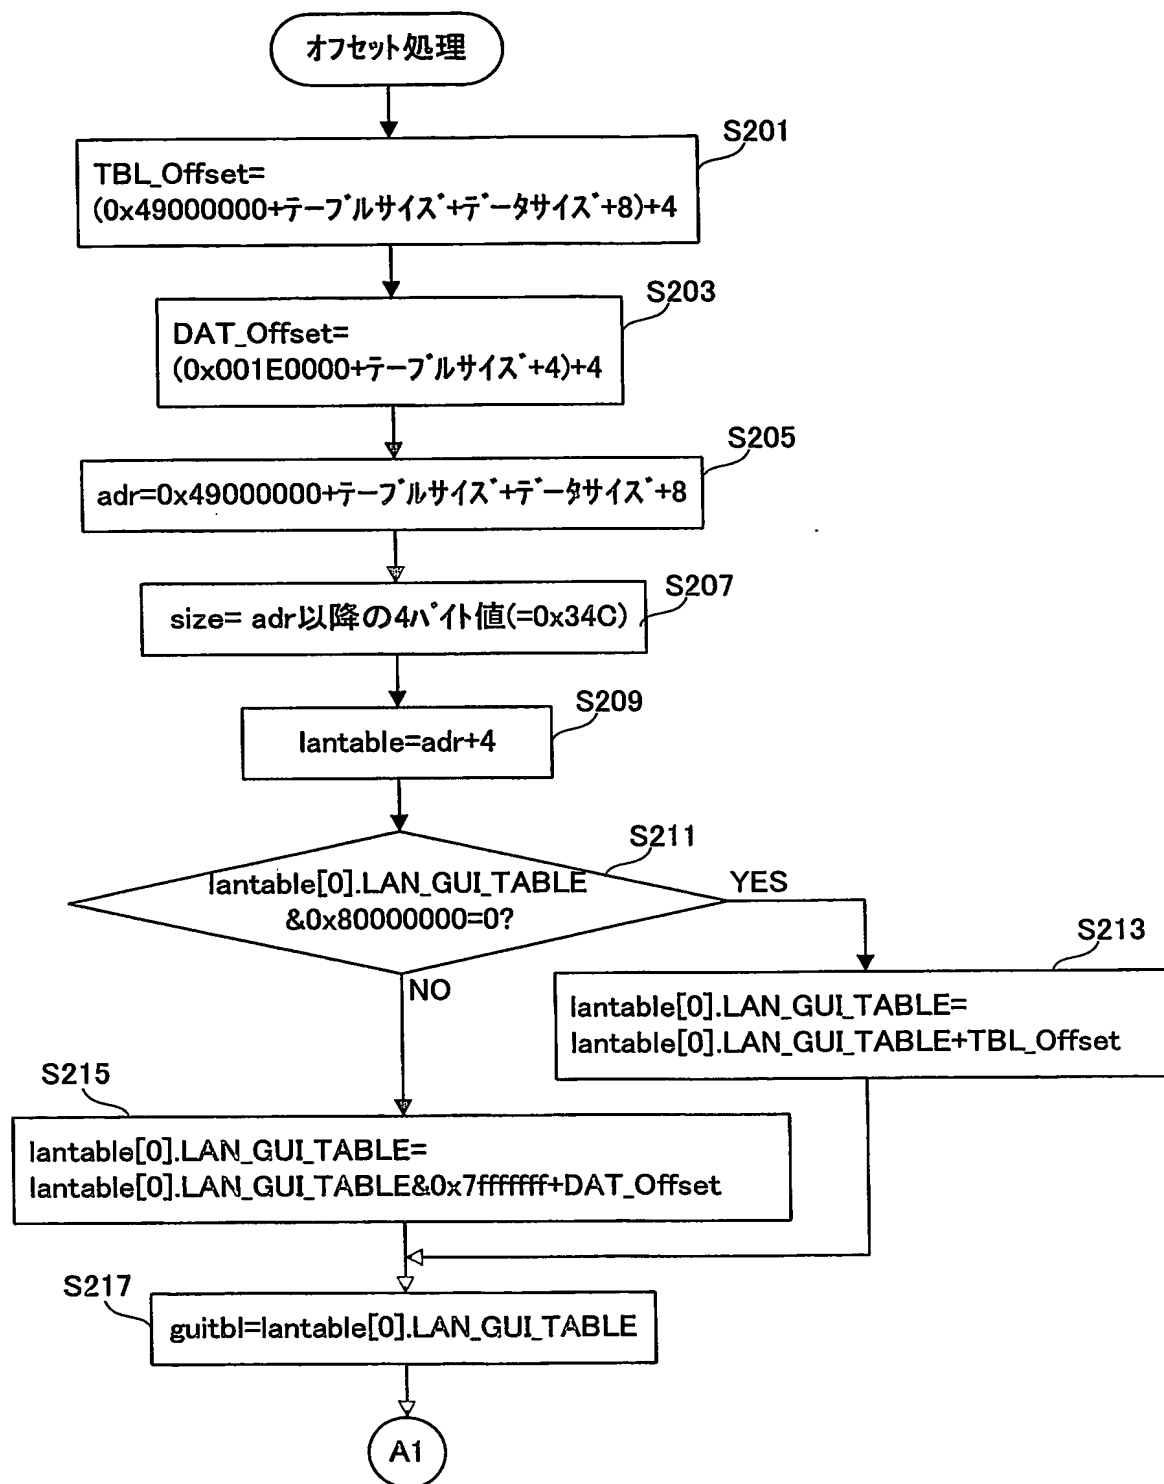 オフセット処理
S201
TBL_Offset=
(0x49000000+テーブルサイズ+データサイズ+8)+4
S203
DAT_Offset=
(0x001E0000+テーブルサイズ+4)+4
S205
adr=0x49000000+テーブルサイズ+データサイズ+8
S207
size= adr以降の4バイト値(=0x34C)
S209
lantable=adr+4
S211
lantable[0].LAN_GUI_TABLE
&0x80000000=0?
YES
NO
S213
lantable[0].LAN_GUI_TABLE=
lantable[0].LAN_GUI_TABLE+TBL_Offset
S215
lantable[0].LAN_GUI_TABLE=
lantable[0].LAN_GUI_TABLE&0x7fffffff+DAT_Offset
S217
guitbl=lantable[0].LAN_GUI_TABLE
A1